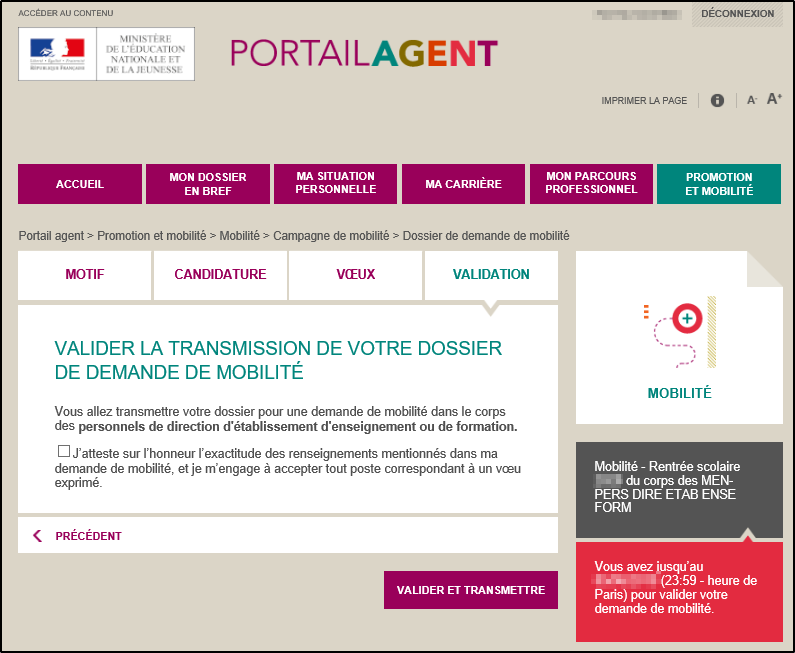 ACCÉDER AU CONTENU
DÉCONNEXION
MINISTÈRE
DE L'ÉDUCATION
NATIONALE ET
DE LA JEUNESSE
Liberté • Égalité • Fraternité
RÉPUBLIQUE FRANÇAISE
PORTAILAGENT
IMPRIMER LA PAGE
A-
A+
ACCUEIL
MON DOSSIER
EN BREF
MA SITUATION
PERSONNELLE
MA CARRIÈRE
MON PARCOURS
PROFESSIONNEL
PROMOTION
ET MOBILITÉ
Portail agent > Promotion et mobilité > Mobilité > Campagne de mobilité > Dossier de demande de mobilité
MOTIF
CANDIDATURE
VŒUX
VALIDATION
VALIDER LA TRANSMISSION DE VOTRE DOSSIER
DE DEMANDE DE MOBILITÉ
Vous allez transmettre votre dossier pour une demande de mobilité dans le corps
des personnels de direction d'établissement d'enseignement ou de formation.
J'atteste sur l'honneur l'exactitude des renseignements mentionnés dans ma
demande de mobilité, et je m'engage à accepter tout poste correspondant à un vœu
exprimé.
PRÉCÉDENT
VALIDER ET TRANSMETTRE
MOBILITÉ
Mobilité - Rentrée scolaire
du corps des MEN-
PERS DIRE ETAB ENSE
FORM
Vous avez jusqu'au
(23:59 - heure de
Paris) pour valider votre
demande de mobilité.